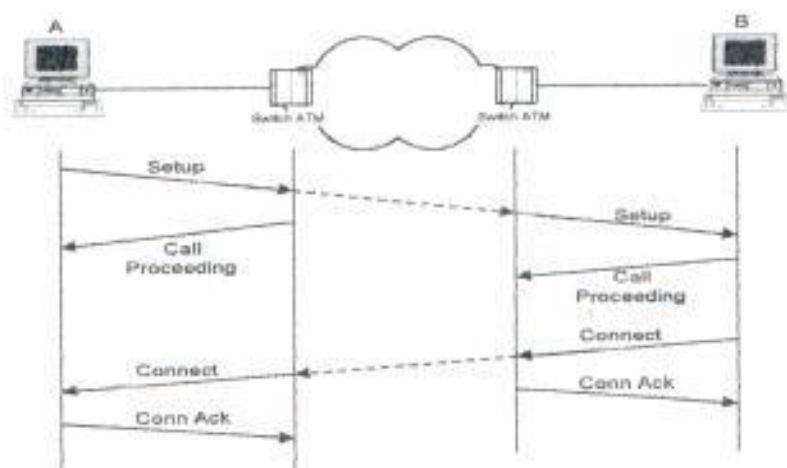 A
B
Switch ATM
Switch ATM
Setup
Setup
Call
Proceeding
Call
Proceeding
Connect
Connect
Conn Ack
Conn Ack